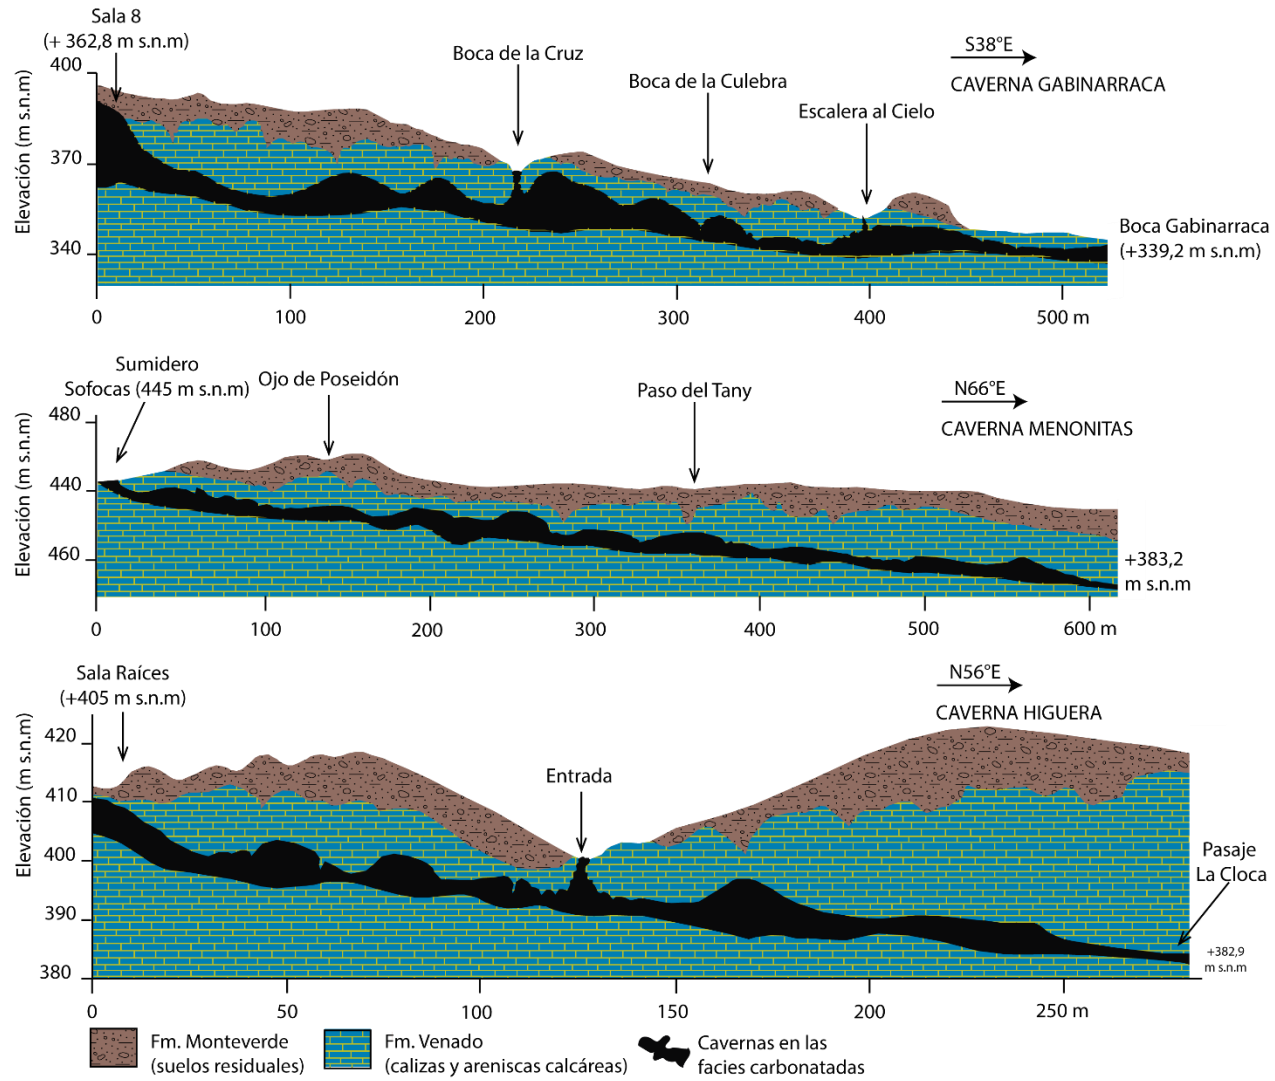 Sala 8
(+ 362,8 m s.n.m)
Boca de la Cruz
Boca de la Culebra
Escalera al Cielo
S38°E
CAVERNA GABINARRACA
Elevación (m s.n.m)
400
370
340
Boca Gabinarraca
(+339,2 m s.n.m)
0 100 200 300 400 500 m
Sumidero
Sofocas (445 m s.n.m)
Ojo de Poseidón
Paso del Tany
N66°E
CAVERNA MENONITAS
Elevación (m s.n.m)
480
440
460
+383,2
m s.n.m
0 100 200 300 400 500 600 m
Sala Raíces
(+405 m s.n.m)
Entrada
N56°E
CAVERNA HIGUERA
Elevación (m s.n.m)
420
410
400
390
380
Pasaje
La Cloca
+382,9
m s.n.m
0 50 100 150 200 250 m
Fm. Monteverde
(suelos residuales)
Fm. Venado
(calizas y areniscas calcáreas)
Cavernas en las
facies carbonatadas